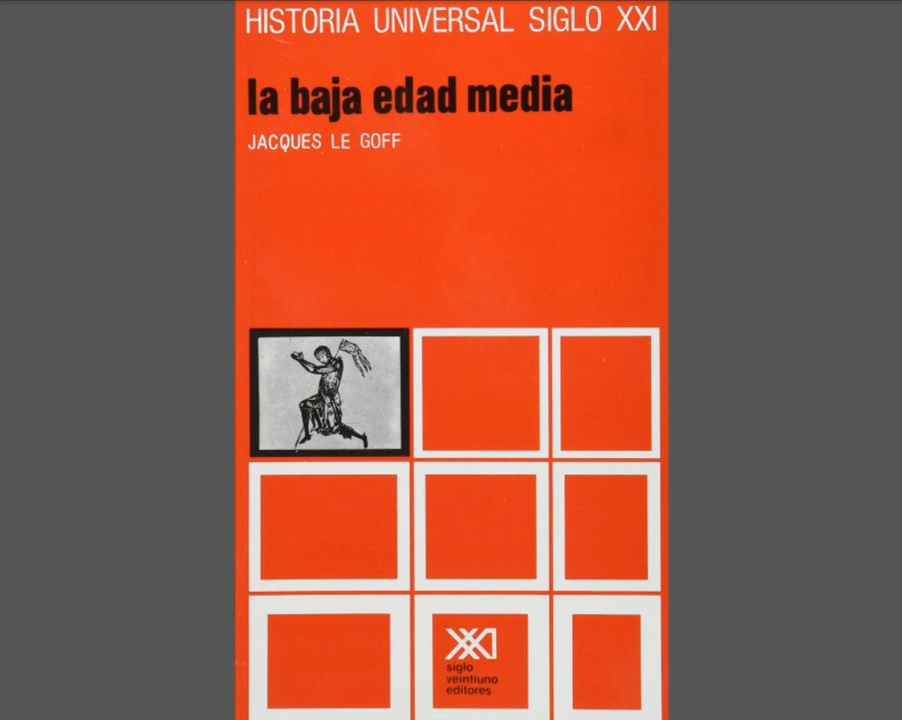 HISTORIA UNIVERSAL SIGLO XXI
la baja edad media
JACQUES LE GOFF
siglo
veintiuno
editores